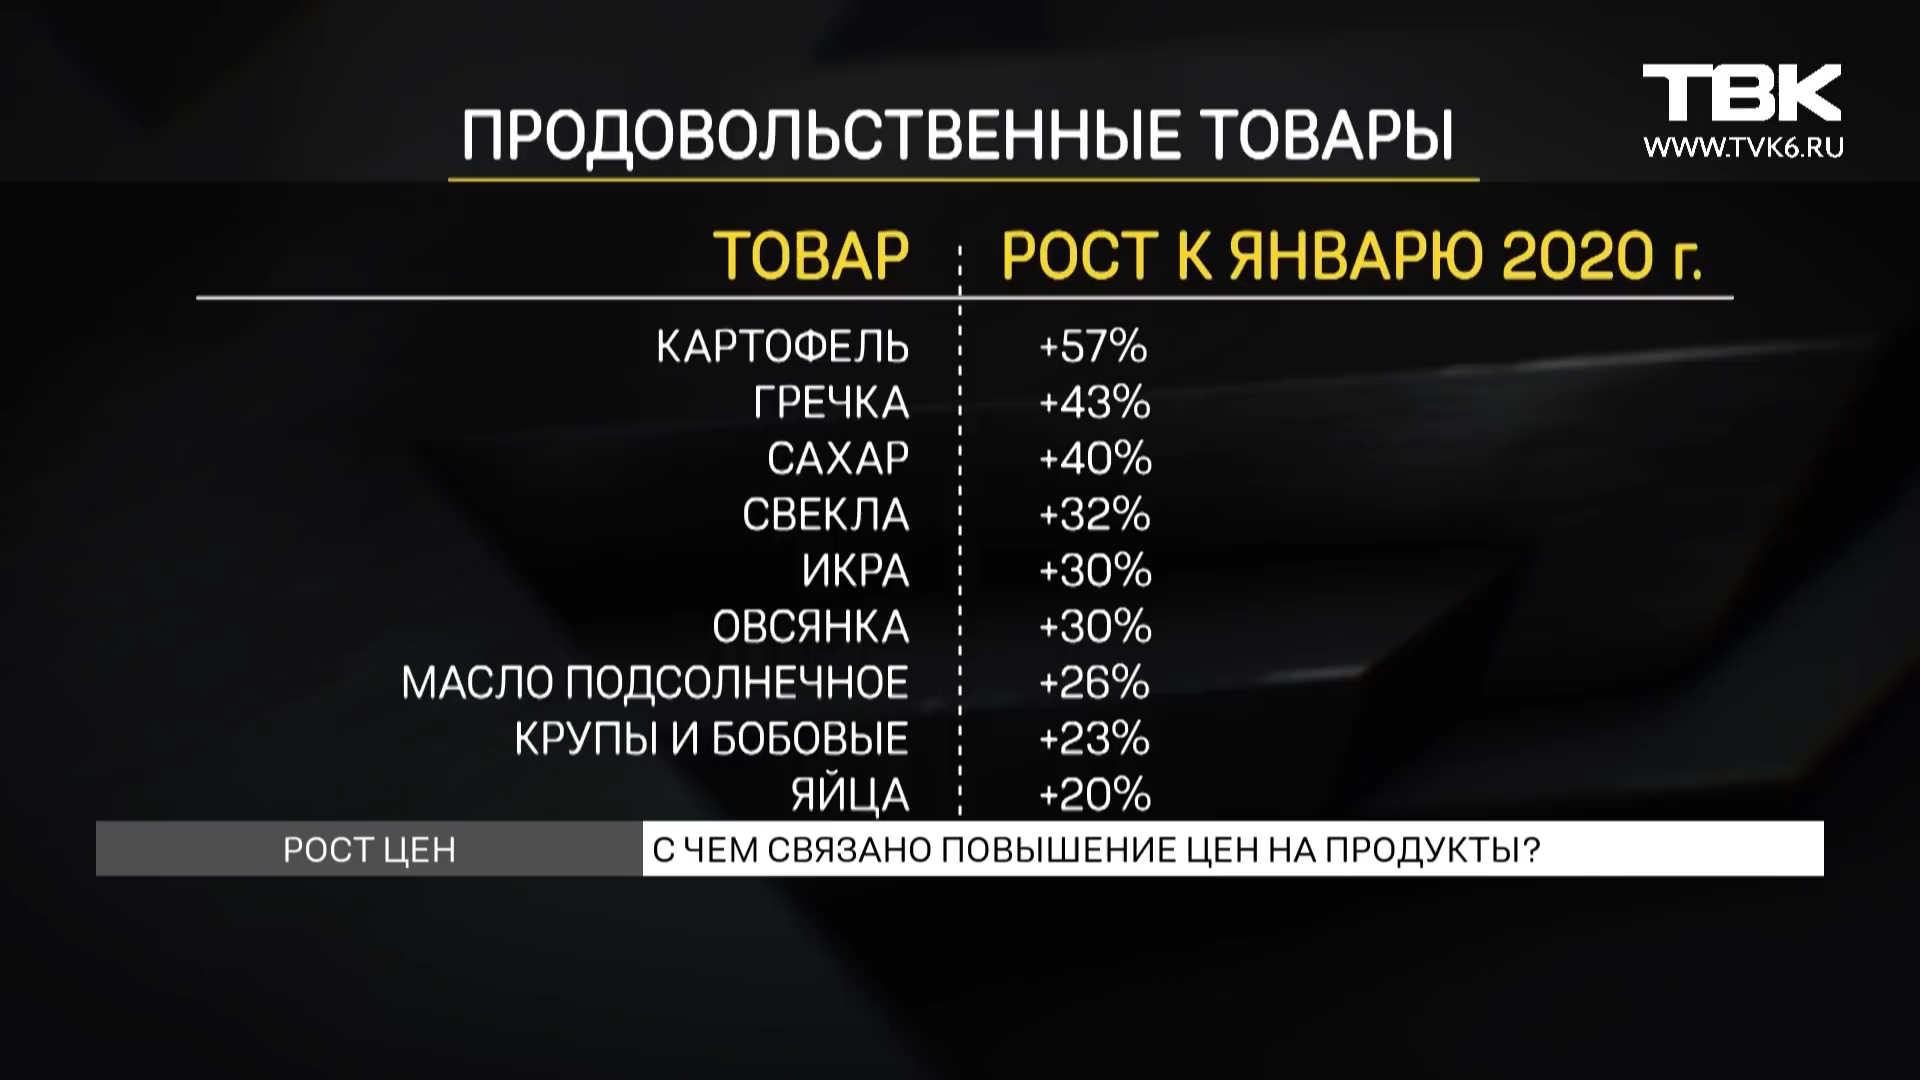 ТВК
WWW.TVK6.RU
ПРОДОВОЛЬСТВЕННЫЕ ТОВАРЫ
ТОВАР РОСТ К ЯНВАРЮ 2020 г.
КАРТОФЕЛЬ +57%
ГРЕЧКА +43%
САХАР +40%
СВЕКЛА +32%
ИКРА +30%
ОВСЯНКА +30%
МАСЛО ПОДСОЛНЕЧНОЕ +26%
КРУПЫ И БОБОВЫЕ +23%
ЯЙЦА +20%
РОСТ ЦЕН С ЧЕМ СВЯЗАНО ПОВЫШЕНИЕ ЦЕН НА ПРОДУКТЫ?